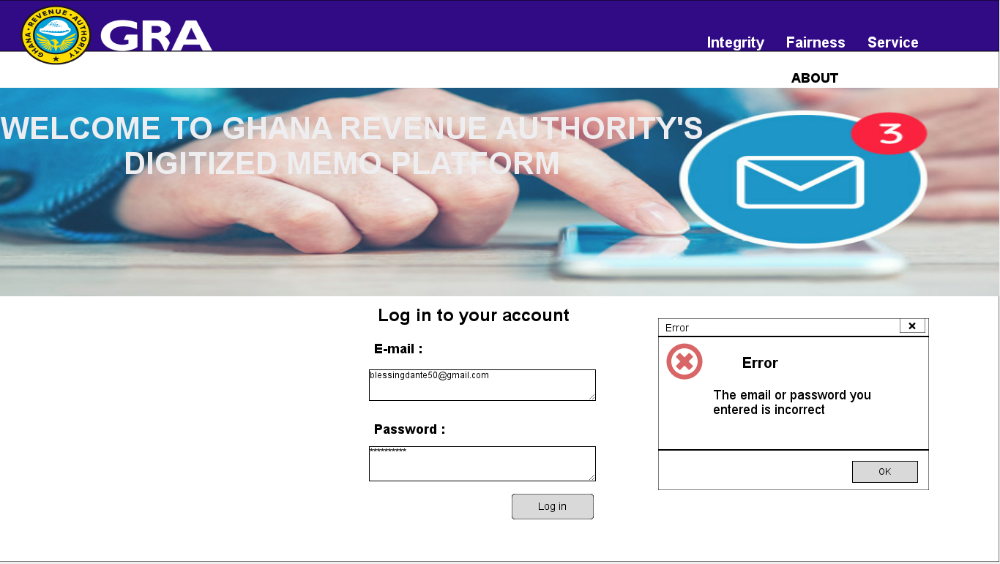 GHANA · REVENUE · AUTHORITY
GRA
Integrity Fairness Service
ABOUT
WELCOME TO GHANA REVENUE AUTHORITY'S
DIGITIZED MEMO PLATFORM
3
Log in to your account
E-mail :
blessingdante50@gmail.com
Password :
**********
Log in
Error
Error
The email or password you
entered is incorrect
OK